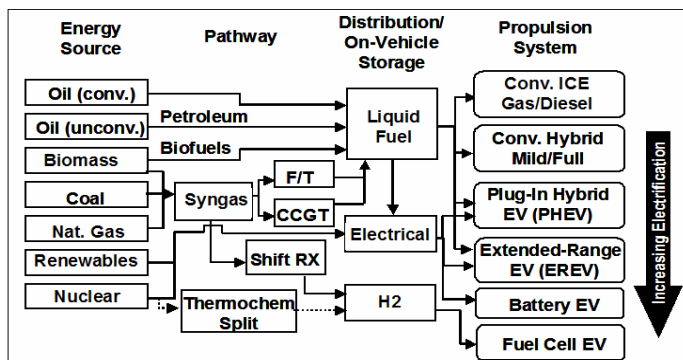 Energy
Source
Pathway
Distribution/
On-Vehicle
Storage
Propulsion
System
Oil (conv.)
Oil (unconv.)
Biomass
Coal
Nat. Gas
Renewables
Nuclear
Petroleum
Biofuels
Syngas
F/T
CCGT
Shift RX
Thermochem
Split
Liquid
Fuel
Electrical
H2
Conv. ICE
Gas/Diesel
Conv. Hybrid
Mild/Full
Plug-In Hybrid
EV (PHEV)
Extended-Range
EV (EREV)
Battery EV
Fuel Cell EV
Increasing Electrification